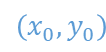 (x₀, y₀)